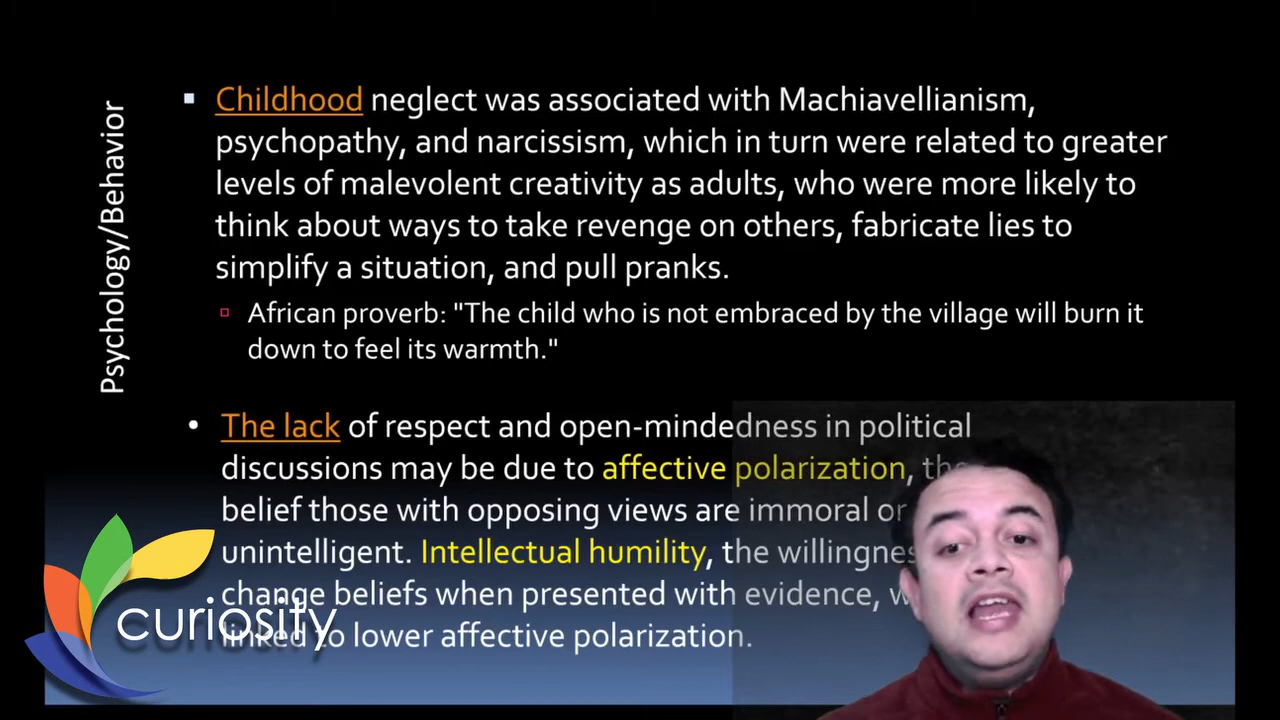 Psychology/Behavior
Childhood neglect was associated with Machiavellianism,
psychopathy, and narcissism, which in turn were related to greater
levels of malevolent creativity as adults, who were more likely to
think about ways to take revenge on others, fabricate lies to
simplify a situation, and pull pranks.
African proverb: "The child who is not embraced by the village will burn it
down to feel its warmth."
The lack of respect and open-mindedness in political
discussions may be due to affective polarization, the
belief those with opposing views are immoral or
unintelligent. Intellectual humility, the
change beliefs when presented with evidence,
linked to lower affective polarization.
curiosity